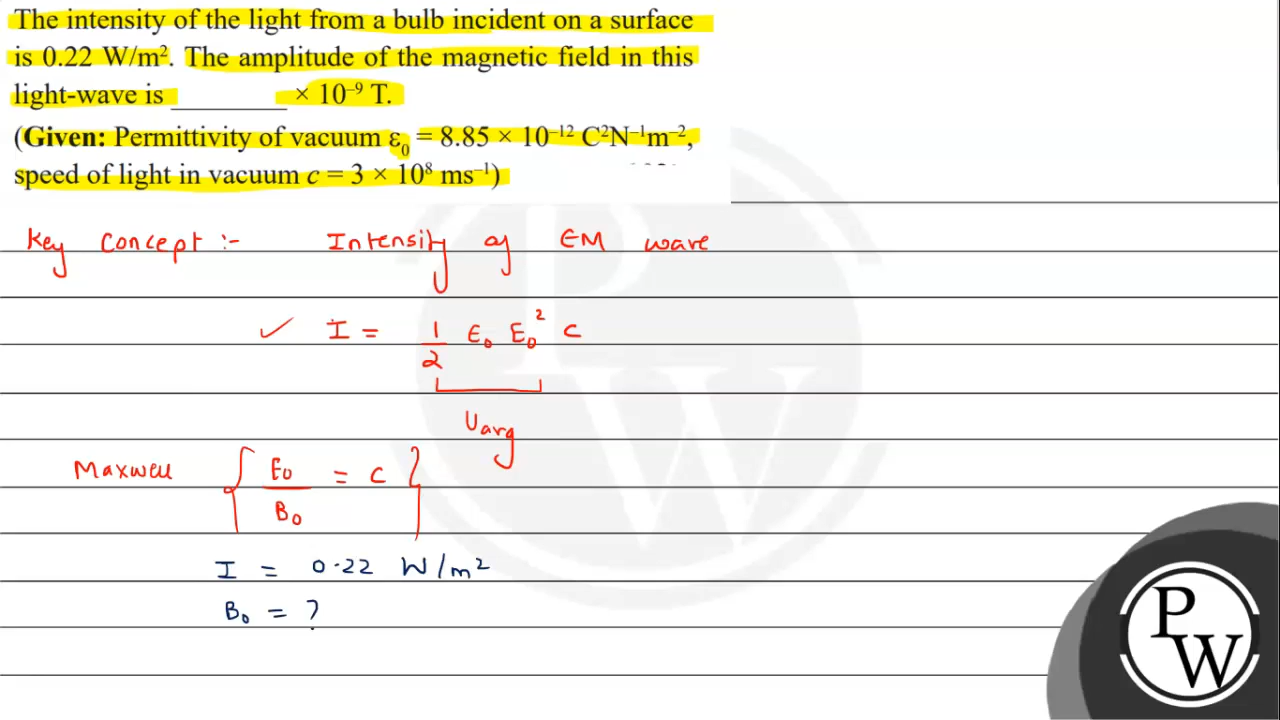 The intensity of the light from a bulb incident on a surface
is 0.22 W/m². The amplitude of the magnetic field in this
light-wave is ________ × 10⁻⁹ T.
(Given: Permittivity of vacuum ε₀ = 8.85 × 10⁻¹² C²N⁻¹m⁻²,
speed of light in vacuum c = 3 × 10⁸ ms⁻¹)
Key Concept :- Intensity of EM wave
✓ I = 1/2 ε₀ E₀² c
Uavg
Maxwell { E₀/B₀ = c }
I = 0.22 W/m²
B₀ = ?
P
W